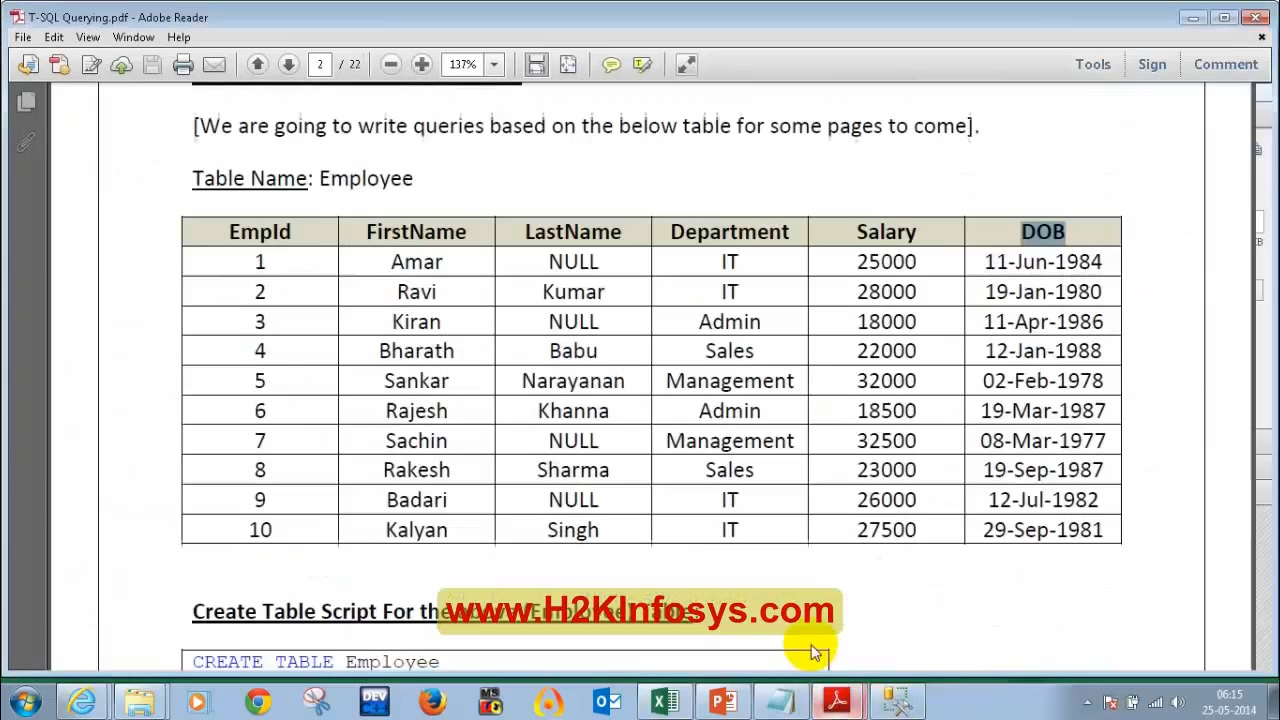 T-SQL Querying.pdf - Adobe Reader
File Edit View Window Help
2 / 22 137% Tools Sign Comment
[We are going to write queries based on the below table for some pages to come].
Table Name: Employee
EmpId FirstName LastName Department Salary DOB
1 Amar NULL IT 25000 11-Jun-1984
2 Ravi Kumar IT 28000 19-Jan-1980
3 Kiran NULL Admin 18000 11-Apr-1986
4 Bharath Babu Sales 22000 12-Jan-1988
5 Sankar Narayanan Management 32000 02-Feb-1978
6 Rajesh Khanna Admin 18500 19-Mar-1987
7 Sachin NULL Management 32500 08-Mar-1977
8 Rakesh Sharma Sales 23000 19-Sep-1987
9 Badari NULL IT 26000 12-Jul-1982
10 Kalyan Singh IT 27500 29-Sep-1981
Create Table Script For the
www.H2KInfosys.com
CREATE TABLE Employee
DEV
MS
06:15
25-05-2014